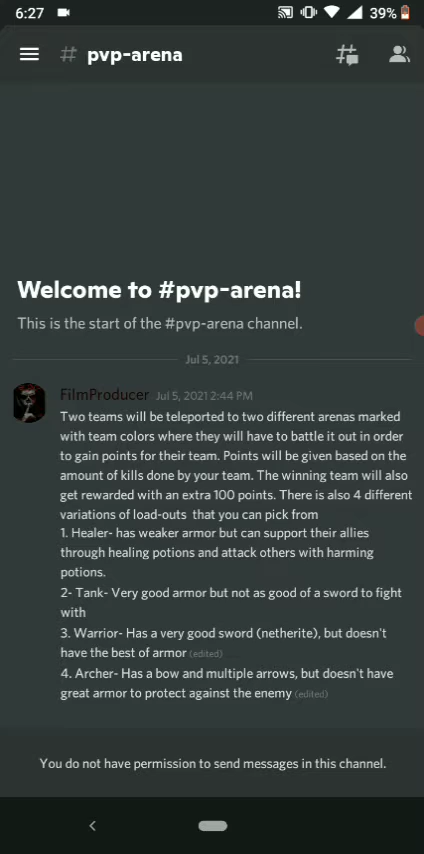 6:27 39%
# pvp-arena
Welcome to #pvp-arena!
This is the start of the #pvp-arena channel.
Jul 5, 2021
FilmProducer Jul 5, 2021 2:44 PM
Two teams will be teleported to two different arenas marked
with team colors where they will have to battle it out in order
to gain points for their team. Points will be given based on the
amount of kills done by your team. The winning team will also
get rewarded with an extra 100 points. There is also 4 different
variations of load-outs  that you can pick from
1. Healer- has weaker armor but can support their allies
through healing potions and attack others with harming
potions.
2- Tank- Very good armor but not as good of a sword to fight
with
3. Warrior- Has a very good sword (netherite), but doesn't
have the best of armor (edited)
4. Archer- Has a bow and multiple arrows, but doesn't have
great armor to protect against the enemy (edited)
You do not have permission to send messages in this channel.